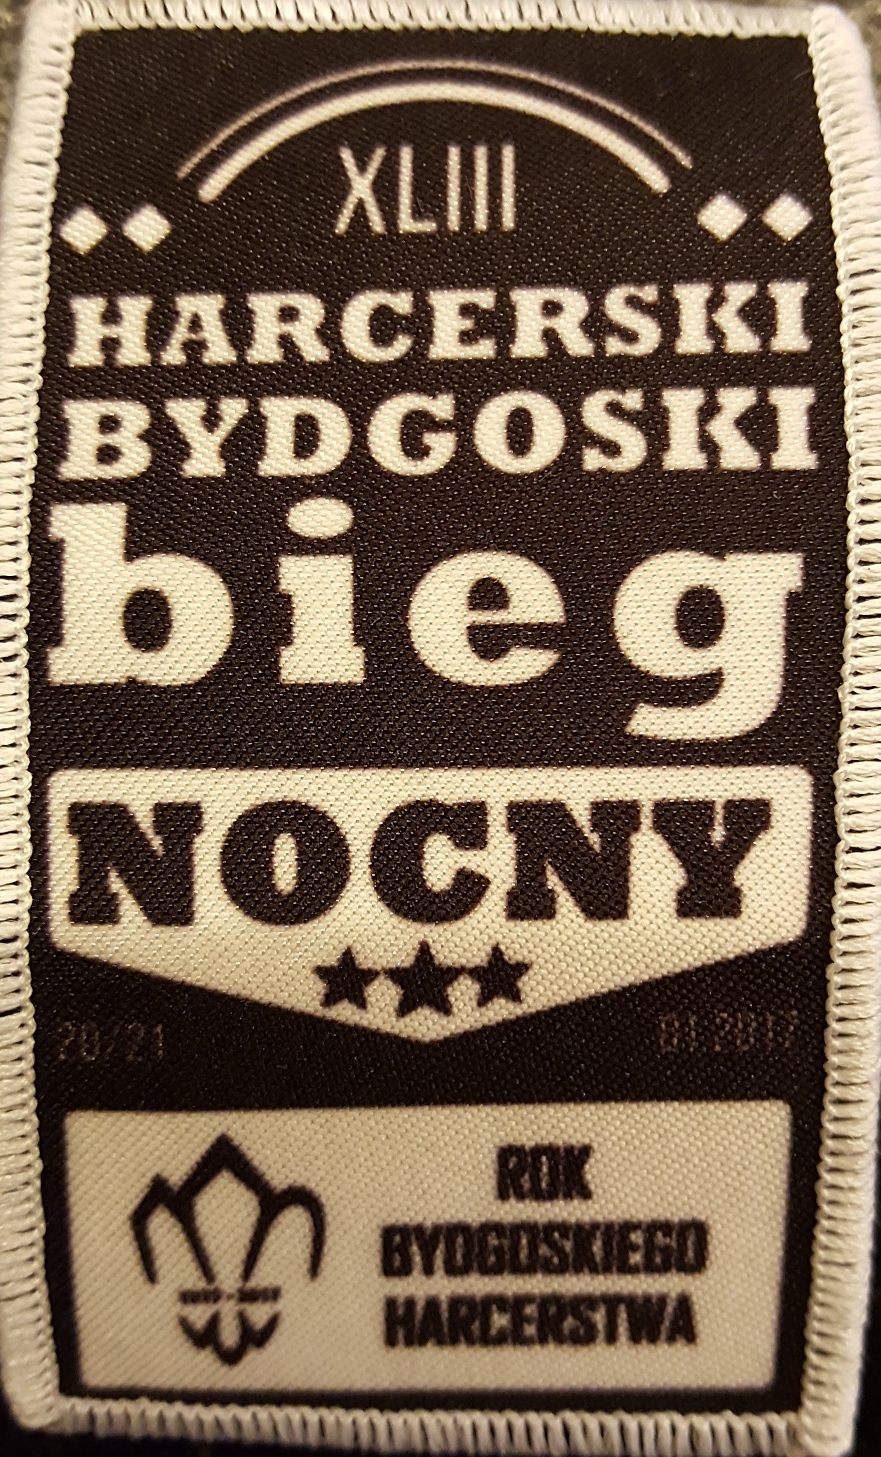 XLIII
HARCERSKI
BYDGOSKI
bieg
NOCNY
20/21 01.2017
ROK
BYDGOSKIEGO
HARCERSTWA